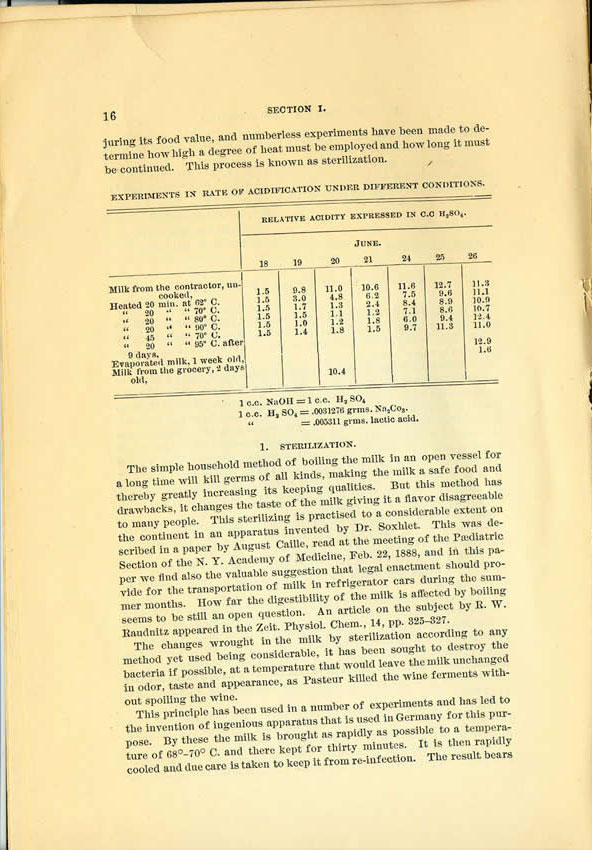 16
SECTION I.
juring its food value, and numberless experiments have been made to de-
termine how high a degree of heat must be employed and how long it must
be continued. This process is known as sterilization.
EXPERIMENTS IN RATE OF ACIDIFICATION UNDER DIFFERENT CONDITIONS.
RELATIVE ACIDITY EXPRESSED IN C.C H₂SO₄.
JUNE.
18 19 20 21 24 25 26
Milk from the contractor, un-
cooked, 1.5 9.8 11.0 10.6 11.6 12.7 11.3
Heated 20 min. at 62° C. 1.5 3.0 4.8 6.2 7.5 9.6 11.1
“ 20 “ “ 70° C. 1.5 1.7 1.3 2.4 8.4 8.9 10.9
“ 20 “ “ 80° C. 1.5 1.5 1.1 1.2 7.1 8.6 10.7
“ 20 “ “ 90° C. 1.5 1.0 1.2 1.8 6.0 9.4 12.4
“ 45 “ “ 70° C. 1.5 1.4 1.8 1.5 9.7 11.3 11.0
“ 20 “ “ 95° C. after
9 days, 12.9
Evaporated milk, 1 week old, 1.6
Milk from the grocery, 2 days
old, 10.4
1 c.c. NaOH = 1 c.c. H₂ SO₄
1 c.c. H₂ SO₄ = .0031276 grms. Na₂Co₃.
“ = .005311 grms. lactic acid.
1. STERILIZATION.
The simple household method of boiling the milk in an open vessel for
a long time will kill germs of all kinds, making the milk a safe food and
thereby greatly increasing its keeping qualities. But this method has
drawbacks, it changes the taste of the milk giving it a flavor disagreeable
to many people. This sterilizing is practised to a considerable extent on
the continent in an apparatus invented by Dr. Soxhlet. This was de-
scribed in a paper by August Caille, read at the meeting of the Pædiatric
Section of the N. Y. Academy of Medicine, Feb. 22, 1888, and in this pa-
per we find also the valuable suggestion that legal enactment should pro-
vide for the transportation of milk in refrigerator cars during the sum-
mer months. How far the digestibility of the milk is affected by boiling
seems to be still an open question. An article on the subject by R. W.
Raudnitz appeared in the Zeit. Physiol. Chem., 14, pp. 325-327.
The changes wrought in the milk by sterilization according to any
method yet used being considerable, it has been sought to destroy the
bacteria if possible, at a temperature that would leave the milk unchanged
in odor, taste and appearance, as Pasteur killed the wine ferments with-
out spoiling the wine.
This principle has been used in a number of experiments and has led to
the invention of ingenious apparatus that is used in Germany for this pur-
pose. By these the milk is brought as rapidly as possible to a tempera-
ture of 68°-70° C. and there kept for thirty minutes. It is then rapidly
cooled and due care is taken to keep it from re-infection. The result bears